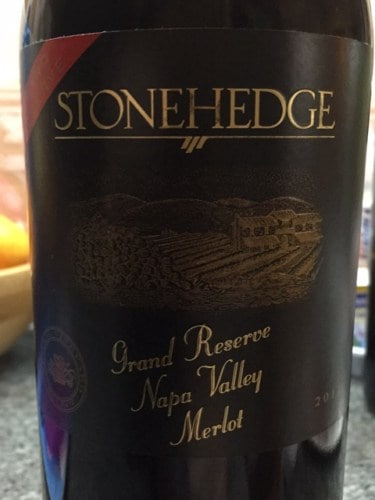 STONEHEDGE
Grand Reserve
Napa Valley
Merlot